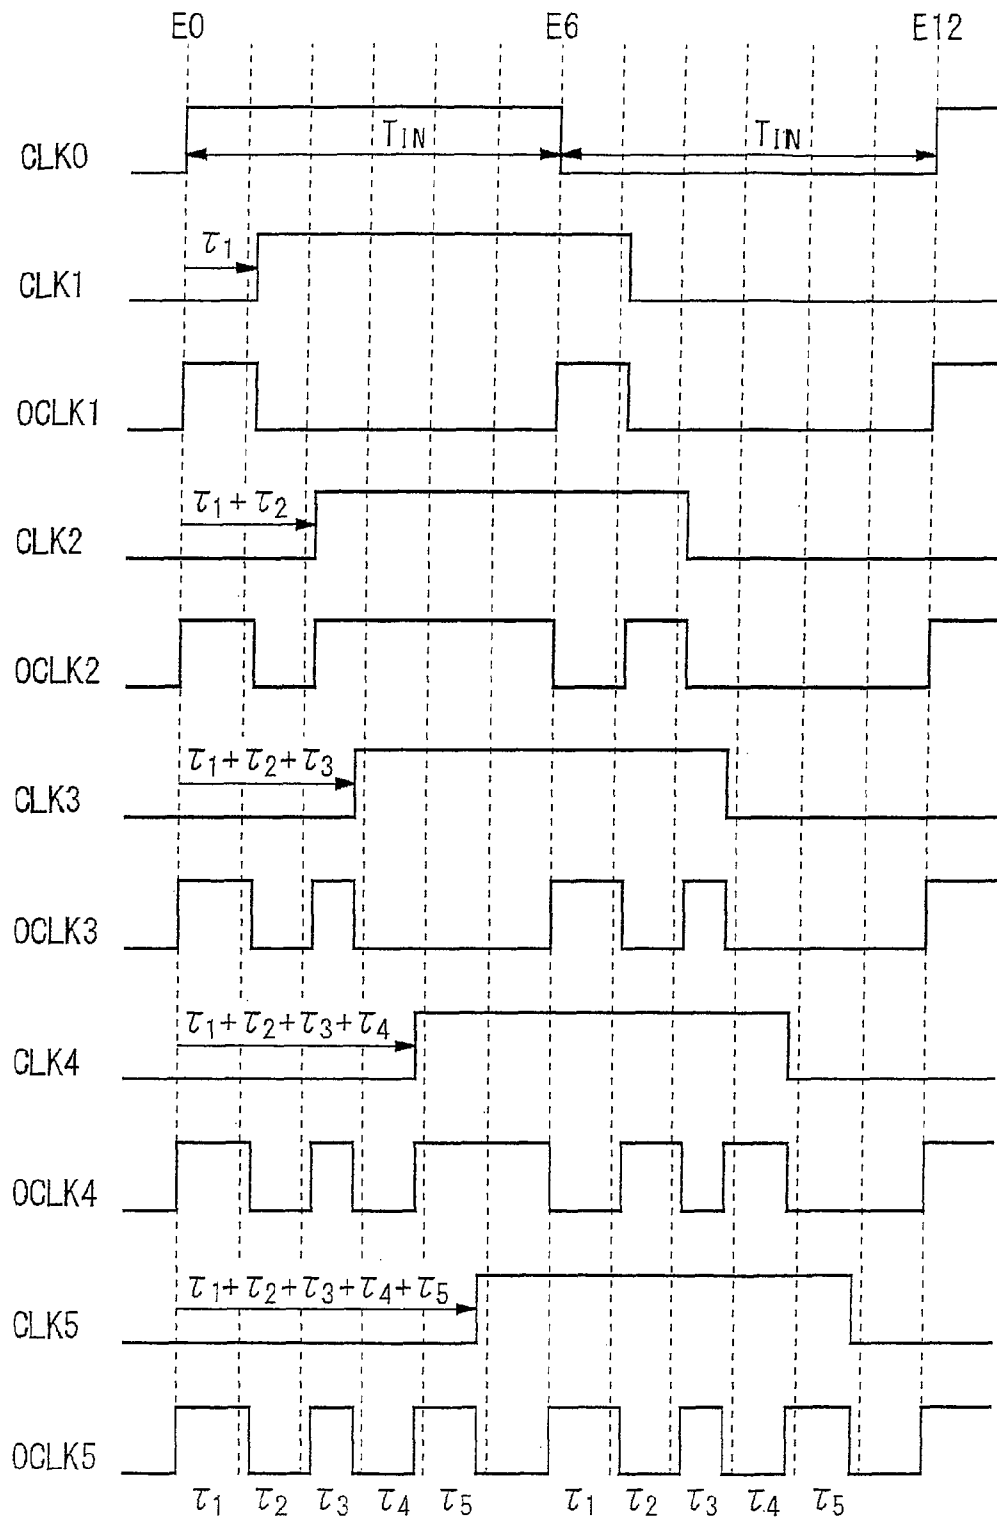 E0 E6 E12
CLK0 TIN TIN
CLK1 τ1
OCLK1
CLK2 τ1+τ2
OCLK2
CLK3 τ1+τ2+τ3
OCLK3
CLK4 τ1+τ2+τ3+τ4
OCLK4
CLK5 τ1+τ2+τ3+τ4+τ5
OCLK5
τ1 τ2 τ3 τ4 τ5 τ1 τ2 τ3 τ4 τ5